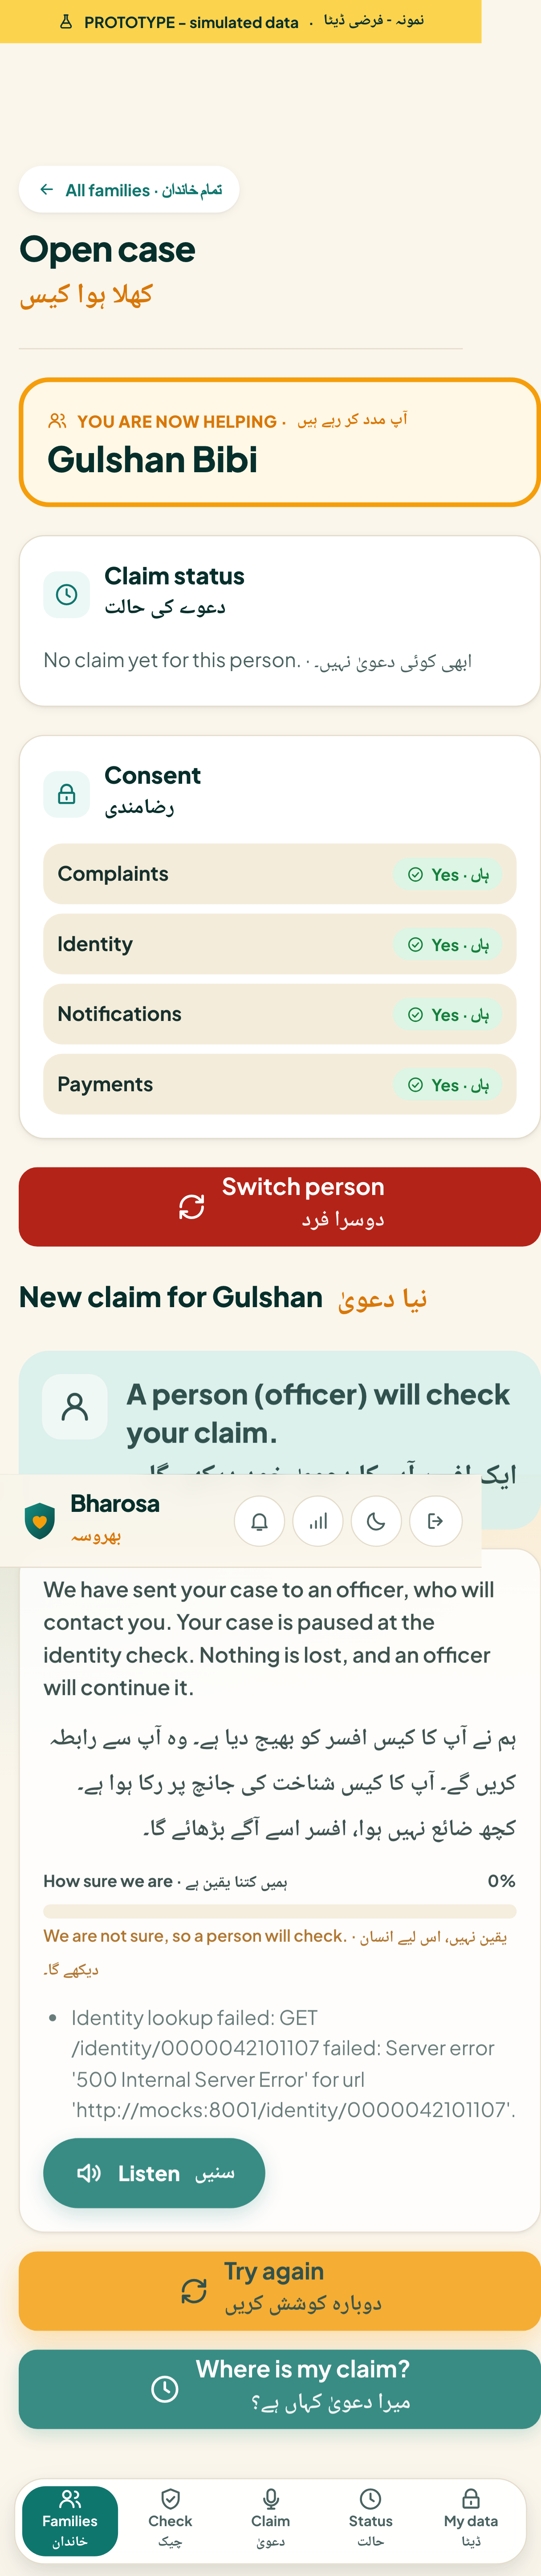 PROTOTYPE - simulated data · نمونہ - فرضی ڈیٹا
All families · تمام خاندان
Open case
کھلا ہوا کیس
YOU ARE NOW HELPING · آپ مدد کر رہے ہیں
Gulshan Bibi
Claim status
دعوے کی حالت
No claim yet for this person. · ابھی کوئی دعویٰ نہیں۔
Consent
رضامندی
Complaints Yes · ہاں
Identity Yes · ہاں
Notifications Yes · ہاں
Payments Yes · ہاں
Switch person
دوسرا فرد
New claim for Gulshan نیا دعویٰ
A person (officer) will check
your claim.
ایک افسر آپ کا دعویٰ خود دیکھے گا۔
Bharosa
بھروسہ
We have sent your case to an officer, who will
contact you. Your case is paused at the
identity check. Nothing is lost, and an officer
will continue it.
ہم نے آپ کا کیس افسر کو بھیج دیا ہے۔ وہ آپ سے رابطہ
کریں گے۔ آپ کا کیس شناخت کی جانچ پر رکا ہوا ہے۔
کچھ ضائع نہیں ہوا، افسر اسے آگے بڑھائے گا۔
How sure we are · ہمیں کتنا یقین ہے 0%
We are not sure, so a person will check. · یقین نہیں، اس لیے انسان
دیکھے گا۔
• Identity lookup failed: GET
/identity/0000042101107 failed: Server error
'500 Internal Server Error' for url
'http://mocks:8001/identity/0000042101107'.
Listen سنیں
Try again
دوبارہ کوشش کریں
Where is my claim?
میرا دعویٰ کہاں ہے؟
Families Check Claim Status My data
خاندان چیک دعویٰ حالت ڈیٹا